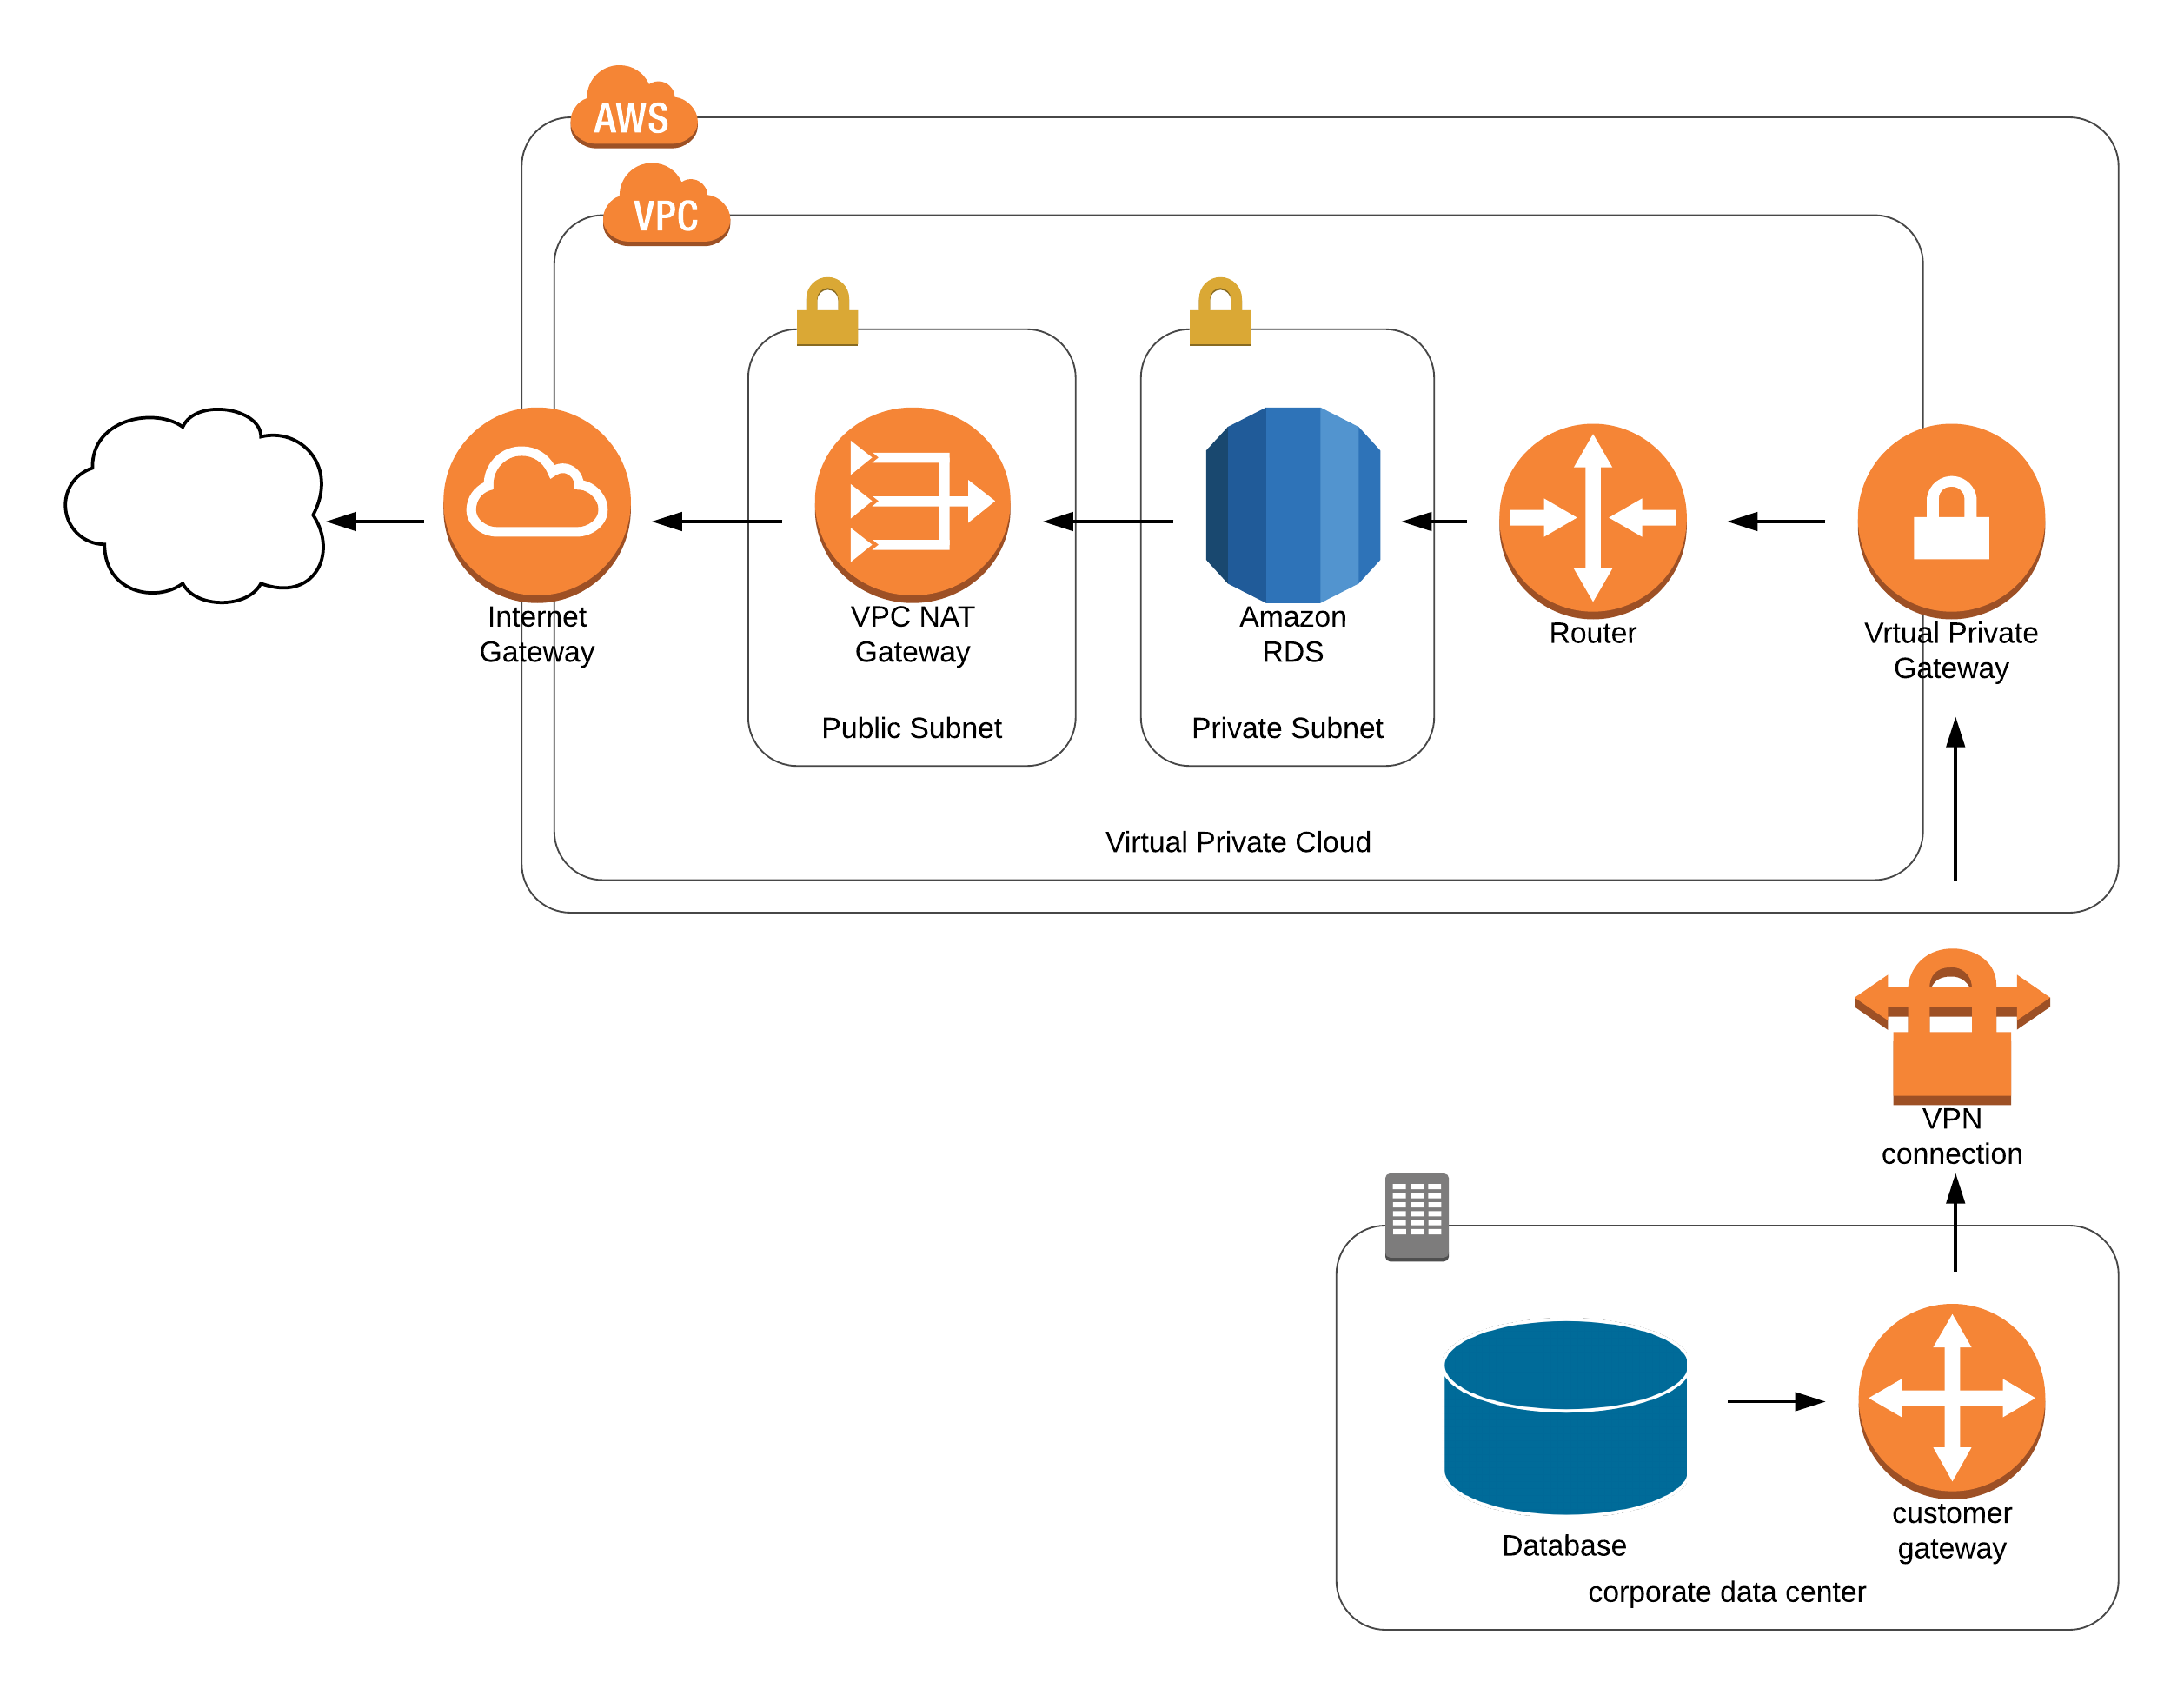 AWS
VPC
Internet
Gateway
VPC NAT
Gateway
Public Subnet
Amazon
RDS
Private Subnet
Router
Vrtual Private
Gateway
Virtual Private Cloud
VPN
connection
Database
customer
gateway
corporate data center